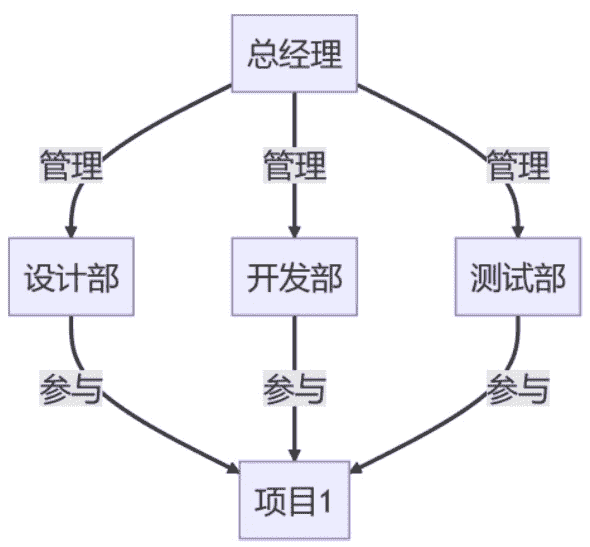 总经理
管理 管理 管理
设计部 开发部 测试部
参与 参与 参与
项目1